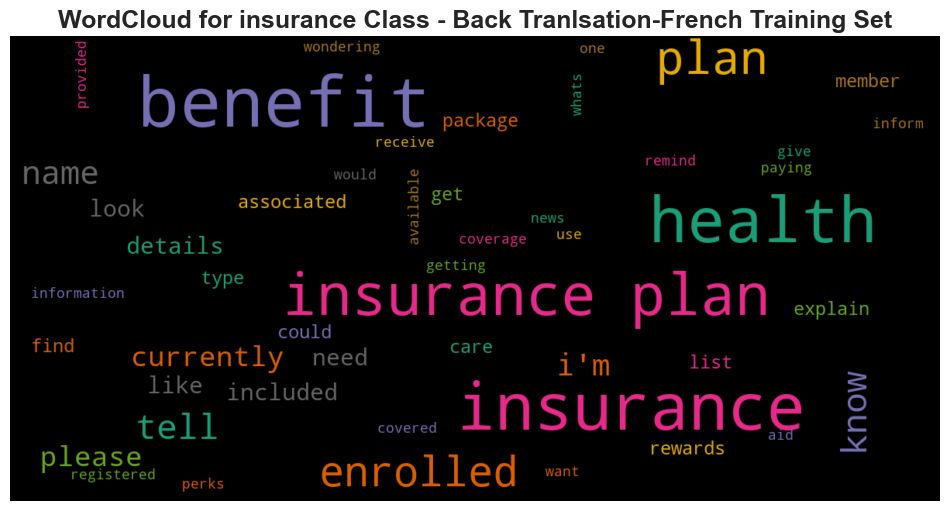 WordCloud for insurance Class - Back Tranlsation-French Training Set
provided
wondering
one
plan
benefit
whats
member
package
inform
receive
remind
give
paying
name
would
available
look
associated
get
health
news
details
coverage
use
getting
type
information
insurance plan
explain
could
find
currently
need
care
i'm
list
like
included
insurance
know
tell
covered
aid
please
rewards
registered
enrolled
want
perks